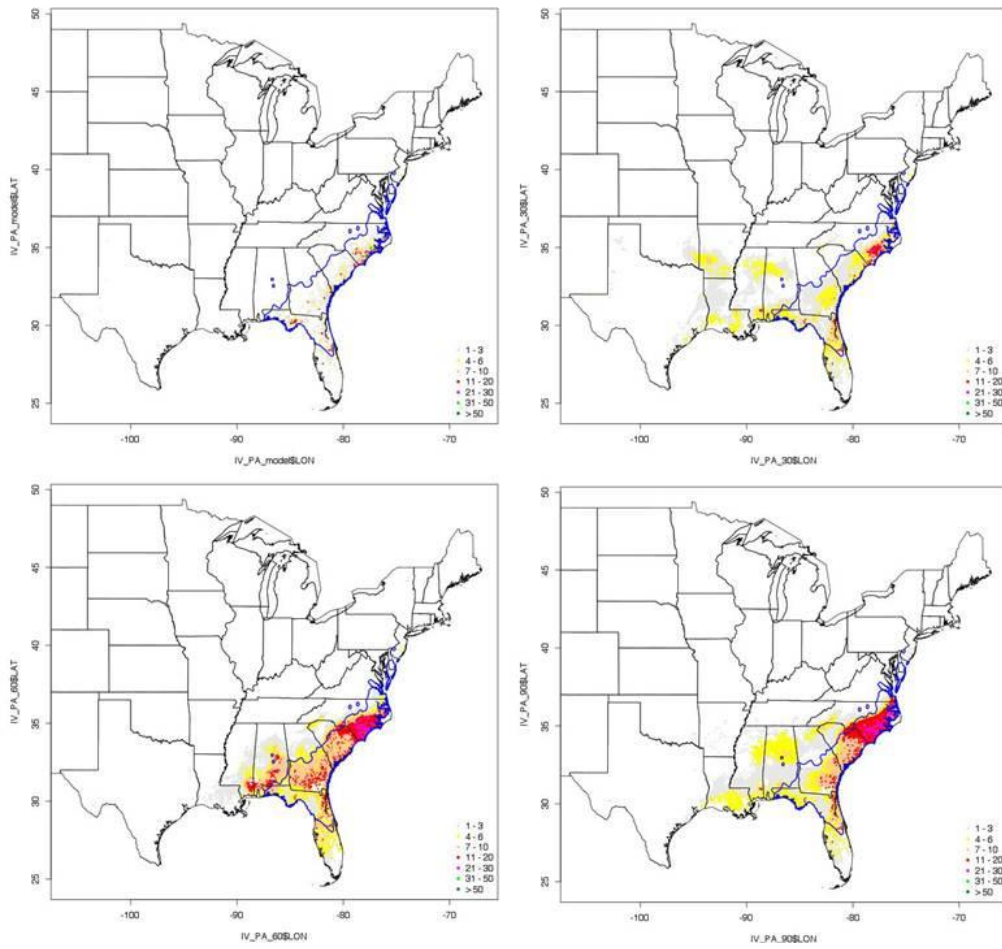 50
45
40
35
30
25
IV_PA_model$LAT
-100
-90
-80
-70
IV_PA_model$LON
1 - 3
4 - 6
7 - 10
11 - 20
21 - 30
31 - 50
> 50
50
45
40
35
30
25
IV_PA_30$LAT
-100
-90
-80
-70
IV_PA_30$LON
1 - 3
4 - 6
7 - 10
11 - 20
21 - 30
31 - 50
> 50
50
45
40
35
30
25
IV_PA_60$LAT
-100
-90
-80
-70
IV_PA_60$LON
1 - 3
4 - 6
7 - 10
11 - 20
21 - 30
31 - 50
> 50
50
45
40
35
30
25
IV_PA_90$LAT
-100
-90
-80
-70
IV_PA_90$LON
1 - 3
4 - 6
7 - 10
11 - 20
21 - 30
31 - 50
> 50